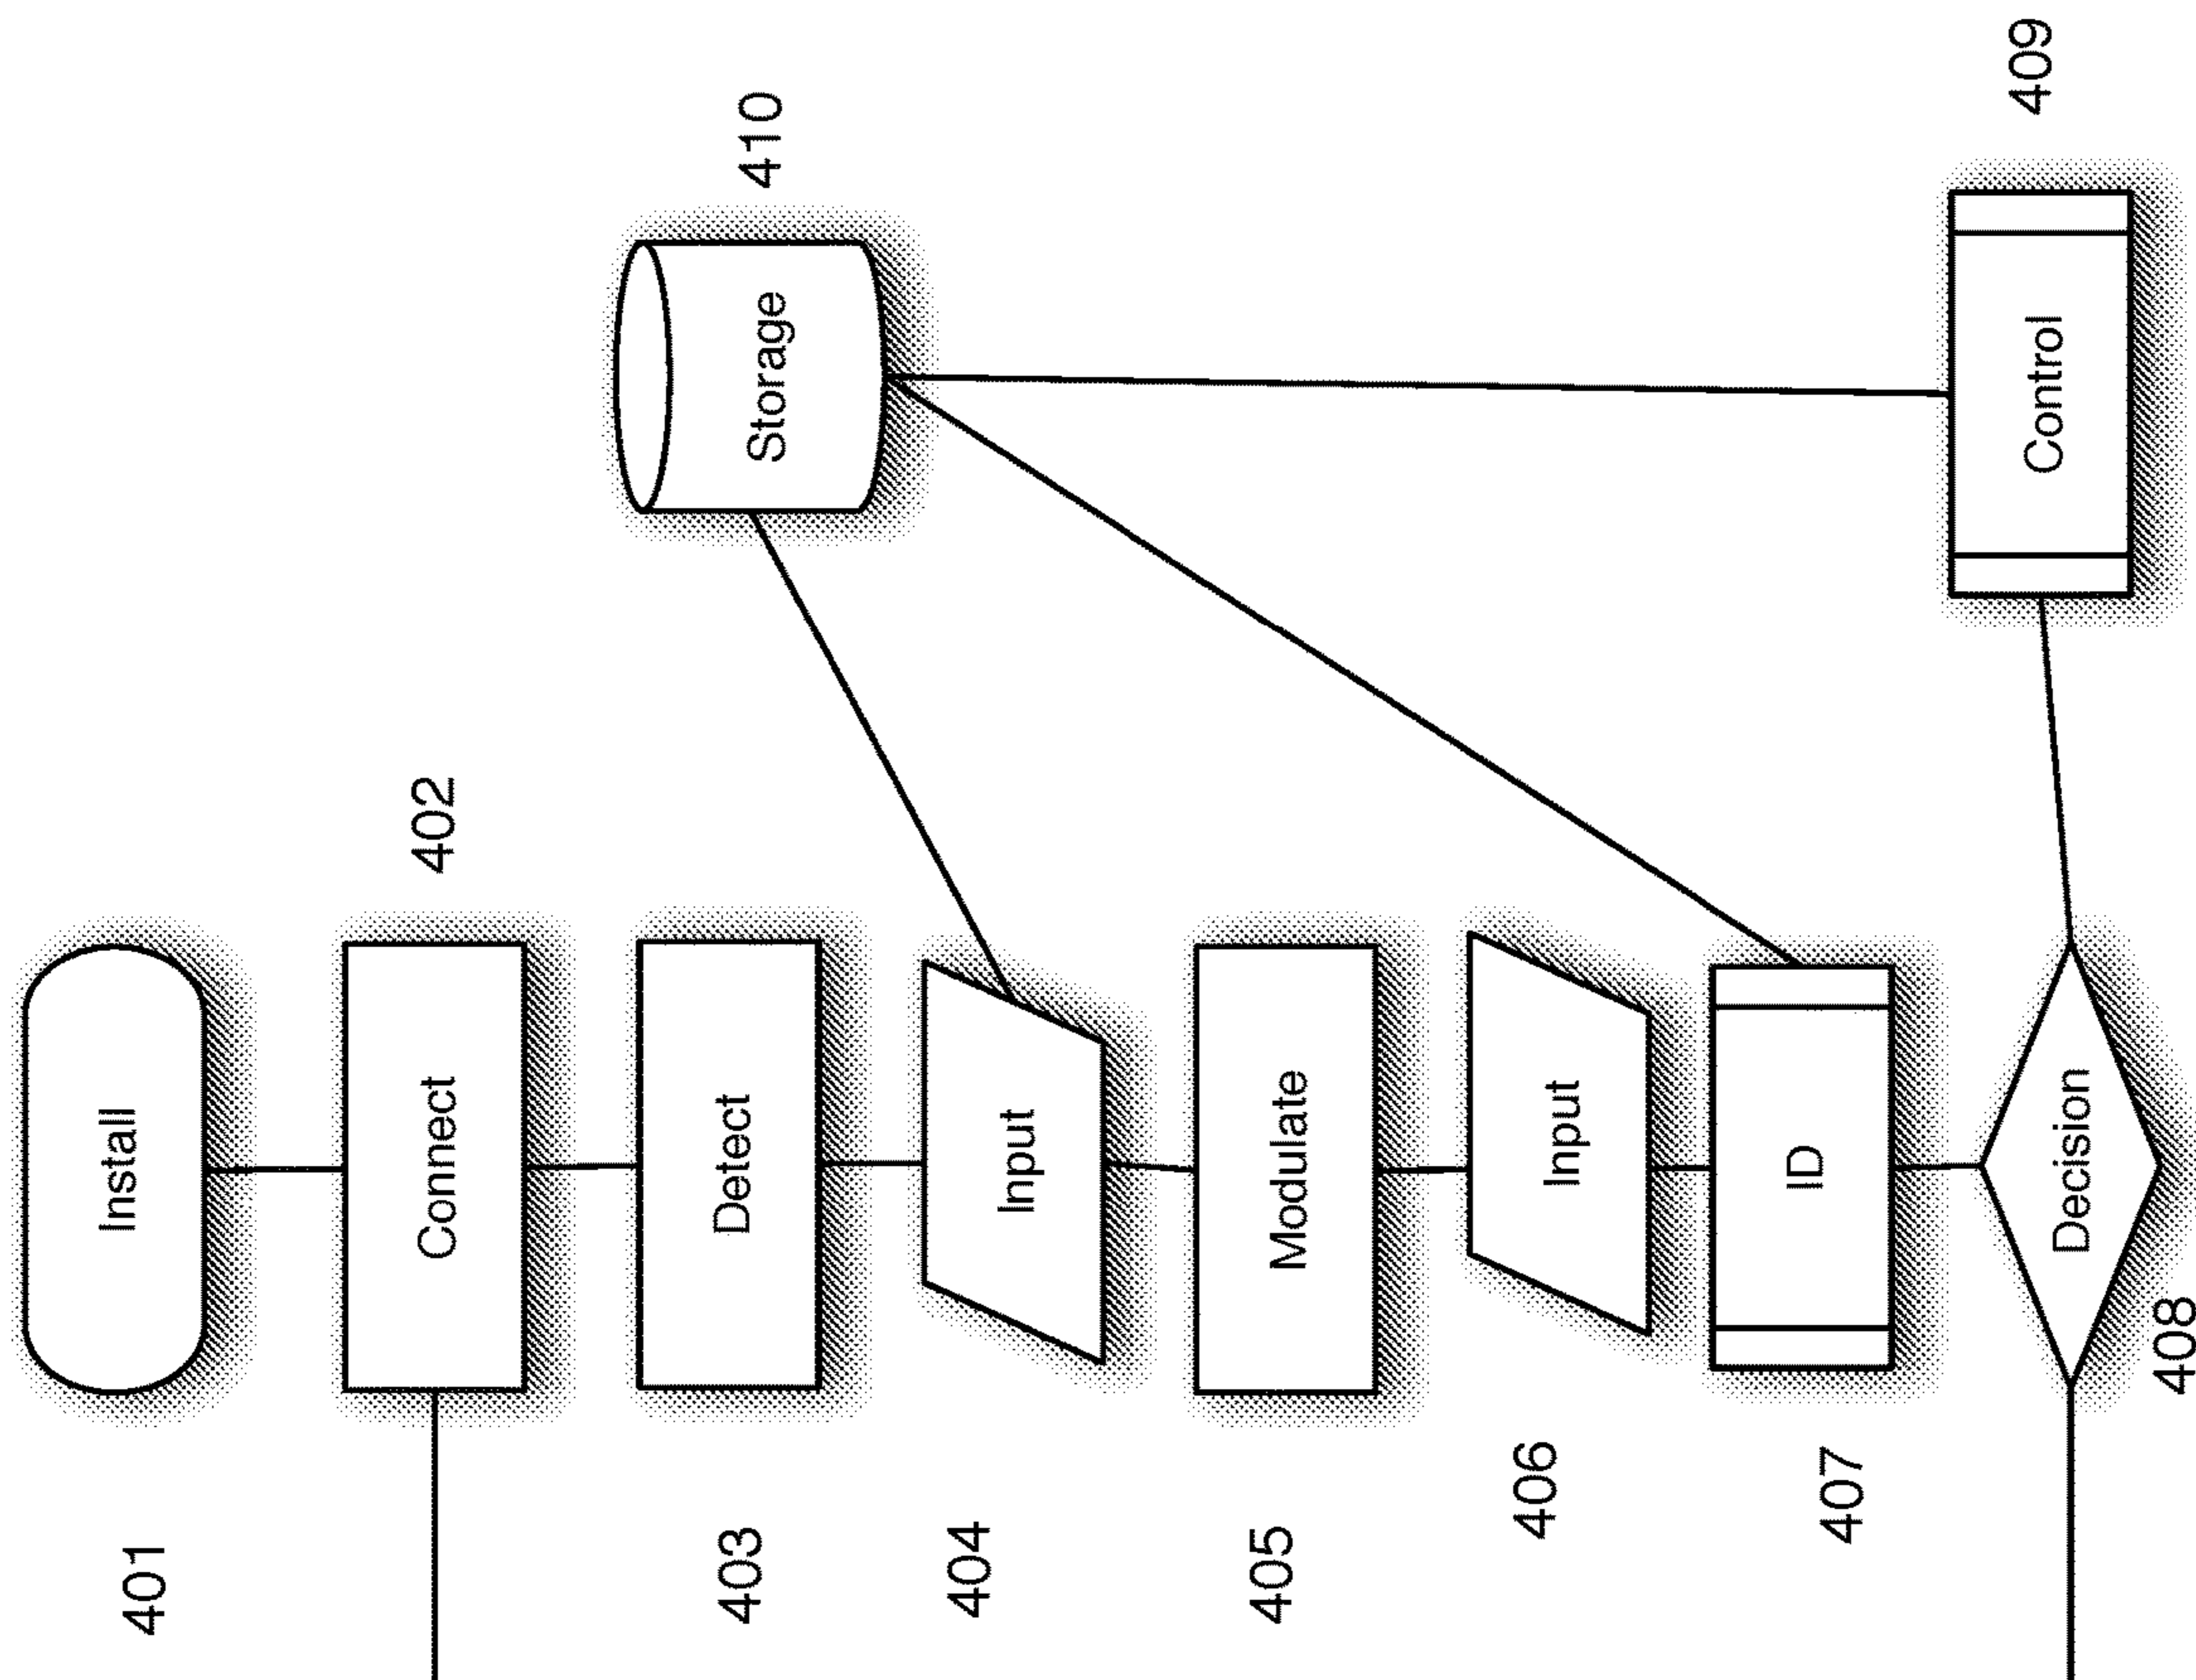 Install
401
Connect
402
Detect
403
Input
404
Storage
410
Modulate
405
Input
406
ID
407
Decision
408
Control
409